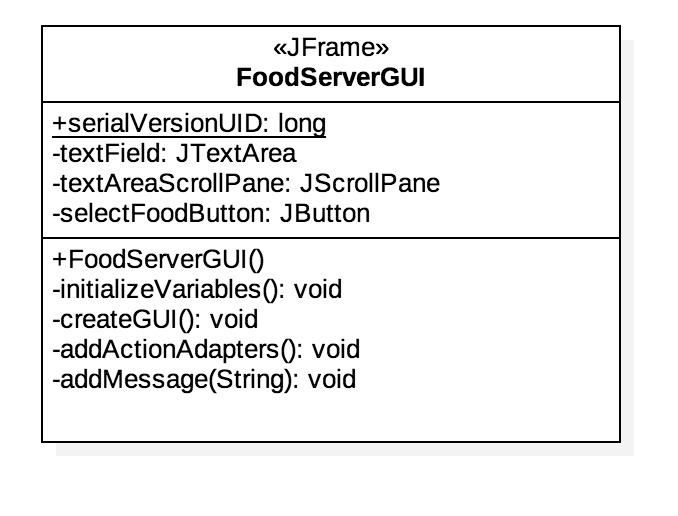 «JFrame»
FoodServerGUI
+serialVersionUID: long
-textField: JTextArea
-textAreaScrollPane: JScrollPane
-selectFoodButton: JButton
+FoodServerGUI()
-initializeVariables(): void
-createGUI(): void
-addActionAdapters(): void
-addMessage(String): void